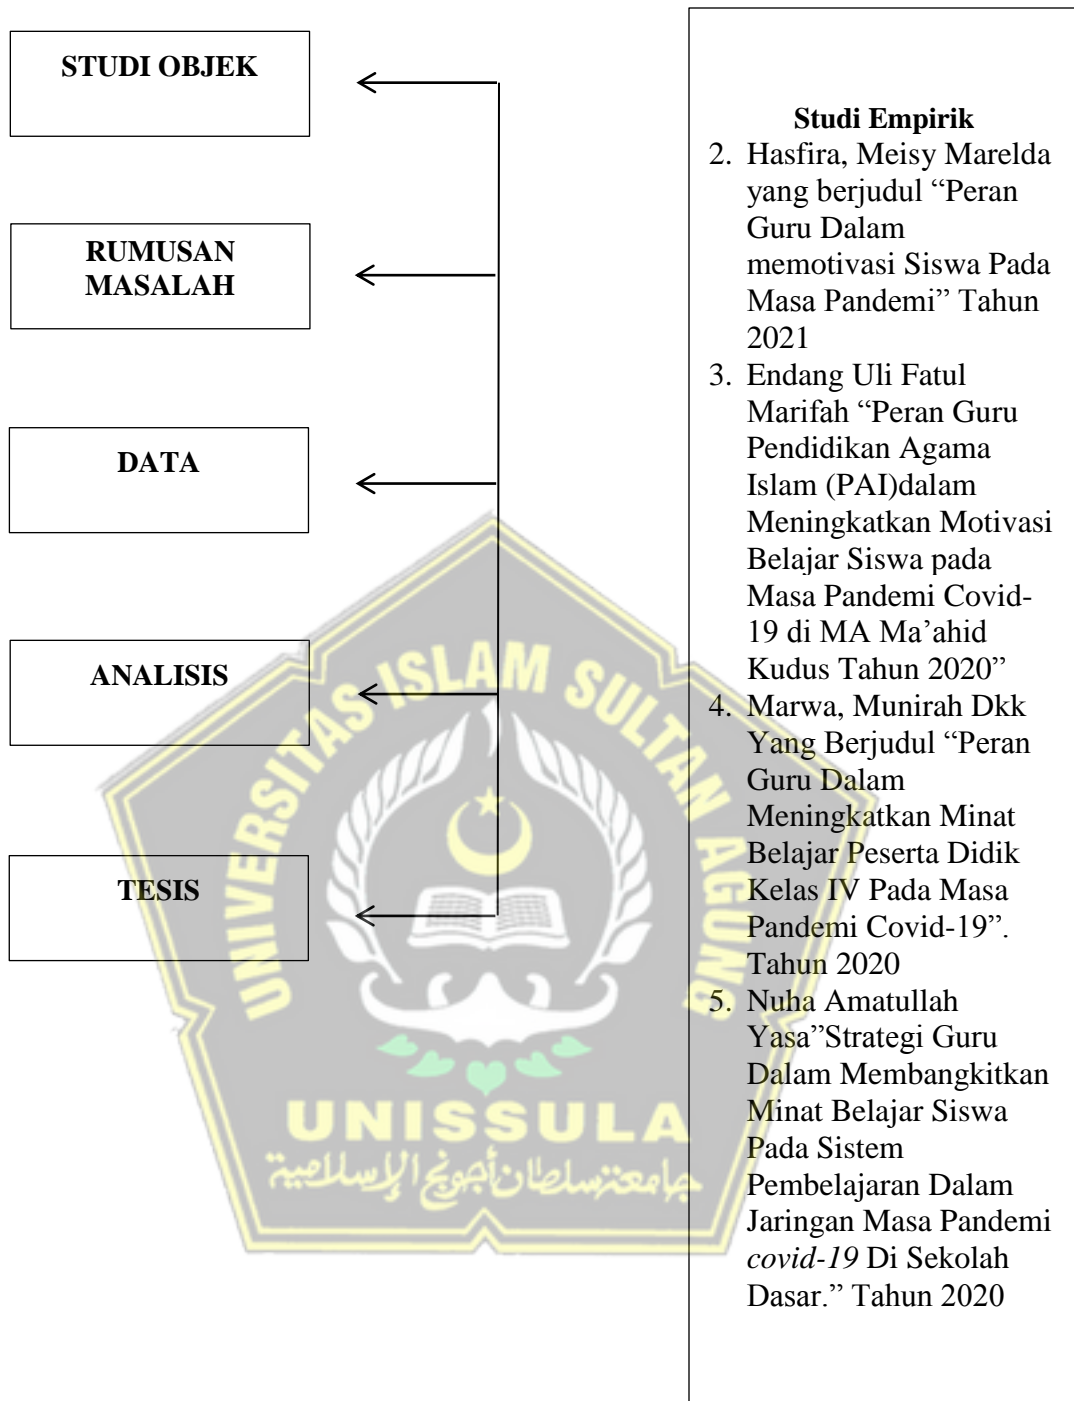 STUDI OBJEK
RUMUSAN
MASALAH
DATA
ANALISIS
TESIS
Studi Empirik
2. Hasfira, Meisy Marelda
yang berjudul “Peran
Guru Dalam
memotivasi Siswa Pada
Masa Pandemi” Tahun
2021
3. Endang Uli Fatul
Marifah “Peran Guru
Pendidikan Agama
Islam (PAI)dalam
Meningkatkan Motivasi
Belajar Siswa pada
Masa Pandemi Covid-
19 di MA Ma’ahid
Kudus Tahun 2020”
4. Marwa, Munirah Dkk
Yang Berjudul “Peran
Guru Dalam
Meningkatkan Minat
Belajar Peserta Didik
Kelas IV Pada Masa
Pandemi Covid-19”.
Tahun 2020
5. Nuha Amatullah
Yasa”Strategi Guru
Dalam Membangkitkan
Minat Belajar Siswa
Pada Sistem
Pembelajaran Dalam
Jaringan Masa Pandemi
covid-19 Di Sekolah
Dasar.” Tahun 2020
UNIVERSITAS ISLAM SULTAN AGUNG
UNISSULA
جامعة سلطان أجونج الإسلامية